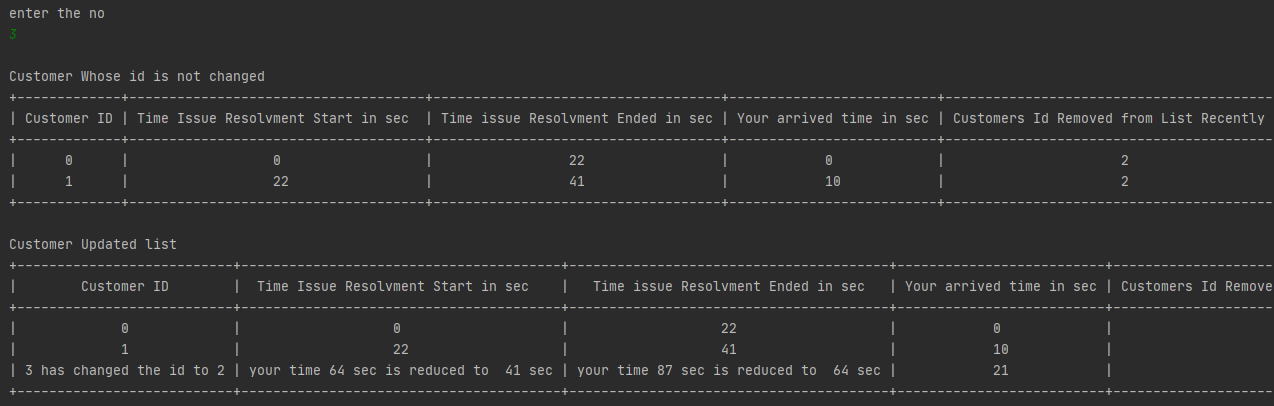 enter the no
3
Customer Whose id is not changed
+-------------+-------------------------------------+------------------------------------+--------------------------+-----------------------------------------
| Customer ID | Time Issue Resolvment Start in sec  | Time issue Resolvment Ended in sec | Your arrived time in sec | Customers Id Removed from List Recently
+-------------+-------------------------------------+------------------------------------+--------------------------+-----------------------------------------
|      0      |                  0                  |                 22                 |            0             |                     2
|      1      |                  22                 |                 41                 |            10            |                     2
+-------------+-------------------------------------+------------------------------------+--------------------------+-----------------------------------------
Customer Updated list
+---------------------------+----------------------------------------+----------------------------------------+--------------------------+--------------------
|        Customer ID        |  Time Issue Resolvment Start in sec    |   Time issue Resolvment Ended in sec   | Your arrived time in sec | Customers Id Remove
+---------------------------+----------------------------------------+----------------------------------------+--------------------------+--------------------
|             0             |                   0                    |                   22                   |            0             |
|             1             |                   22                   |                   41                   |            10            |
| 3 has changed the id to 2 | your time 64 sec is reduced to  41 sec | your time 87 sec is reduced to  64 sec |            21            |
+---------------------------+----------------------------------------+----------------------------------------+--------------------------+--------------------